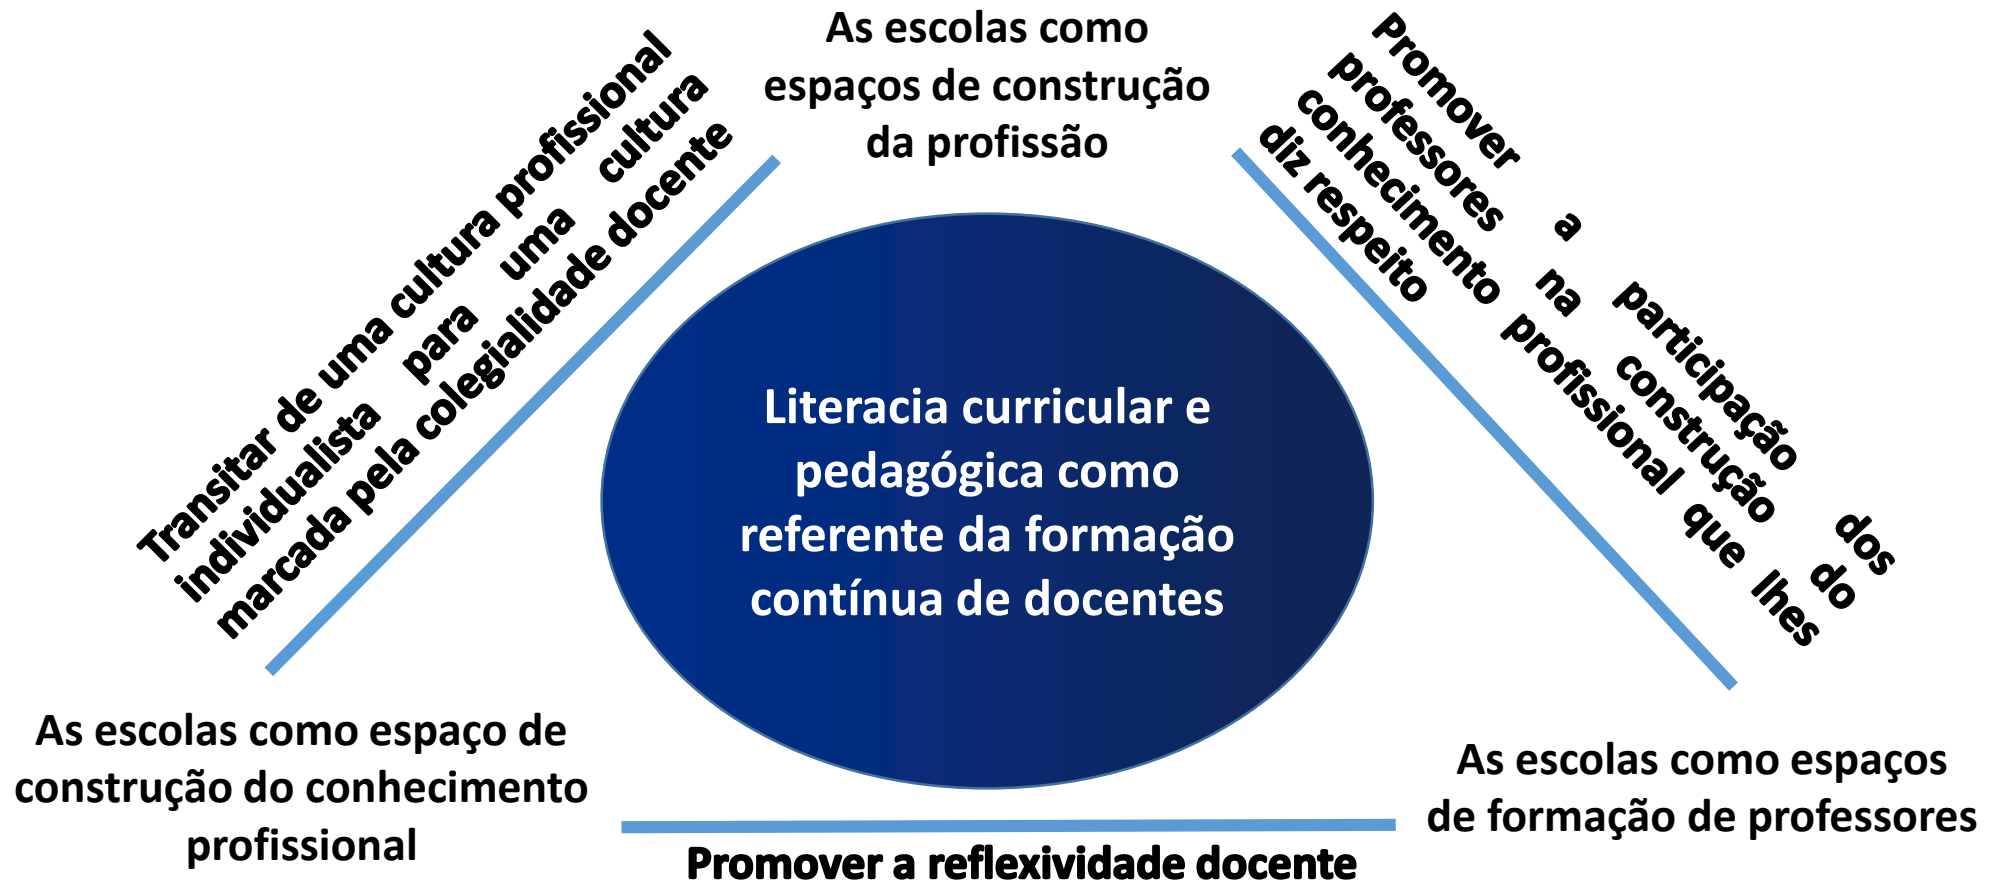 As escolas como
espaços de construção
da profissão
Transitar de uma cultura profissional
individualista para uma cultura
marcada pela colegialidade docente
Promover a participação dos
professores na construção do
conhecimento profissional que lhes
diz respeito
Literacia curricular e
pedagógica como
referente da formação
contínua de docentes
As escolas como espaço de
construção do conhecimento
profissional
As escolas como espaços
de formação de professores
Promover a reflexividade docente